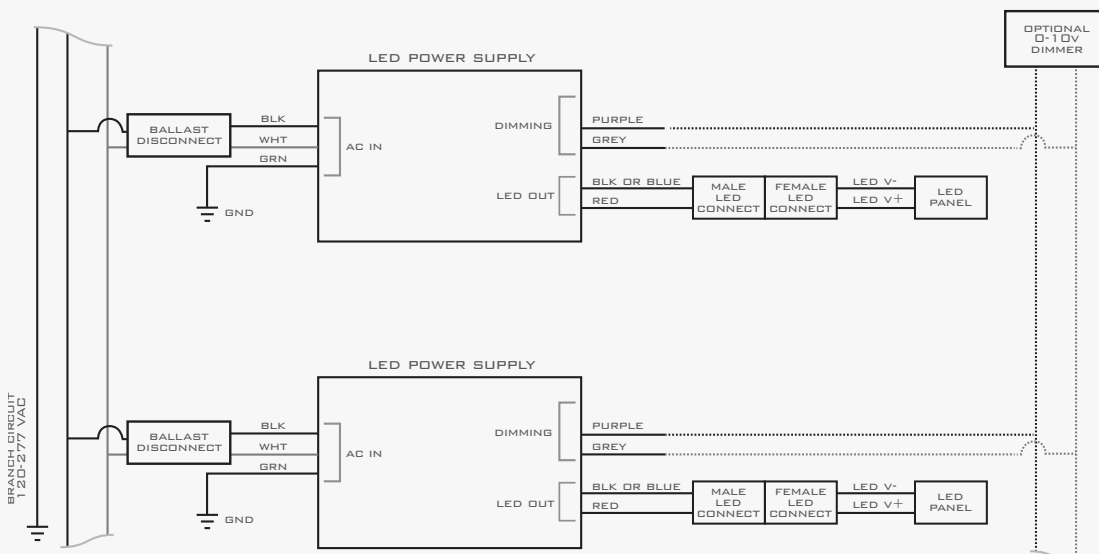 OPTIONAL
0-10V
DIMMER
LED POWER SUPPLY
BALLAST
DISCONNECT
BLK
WHT
GRN
GND
AC IN
DIMMING
LED OUT
PURPLE
GREY
BLK OR BLUE
RED
MALE
LED
CONNECT
FEMALE
LED
CONNECT
LED V-
LED V+
LED
PANEL
BRANCH CIRCUIT
120-277 VAC
LED POWER SUPPLY
BALLAST
DISCONNECT
BLK
WHT
GRN
GND
AC IN
DIMMING
LED OUT
PURPLE
GREY
BLK OR BLUE
RED
MALE
LED
CONNECT
FEMALE
LED
CONNECT
LED V-
LED V+
LED
PANEL